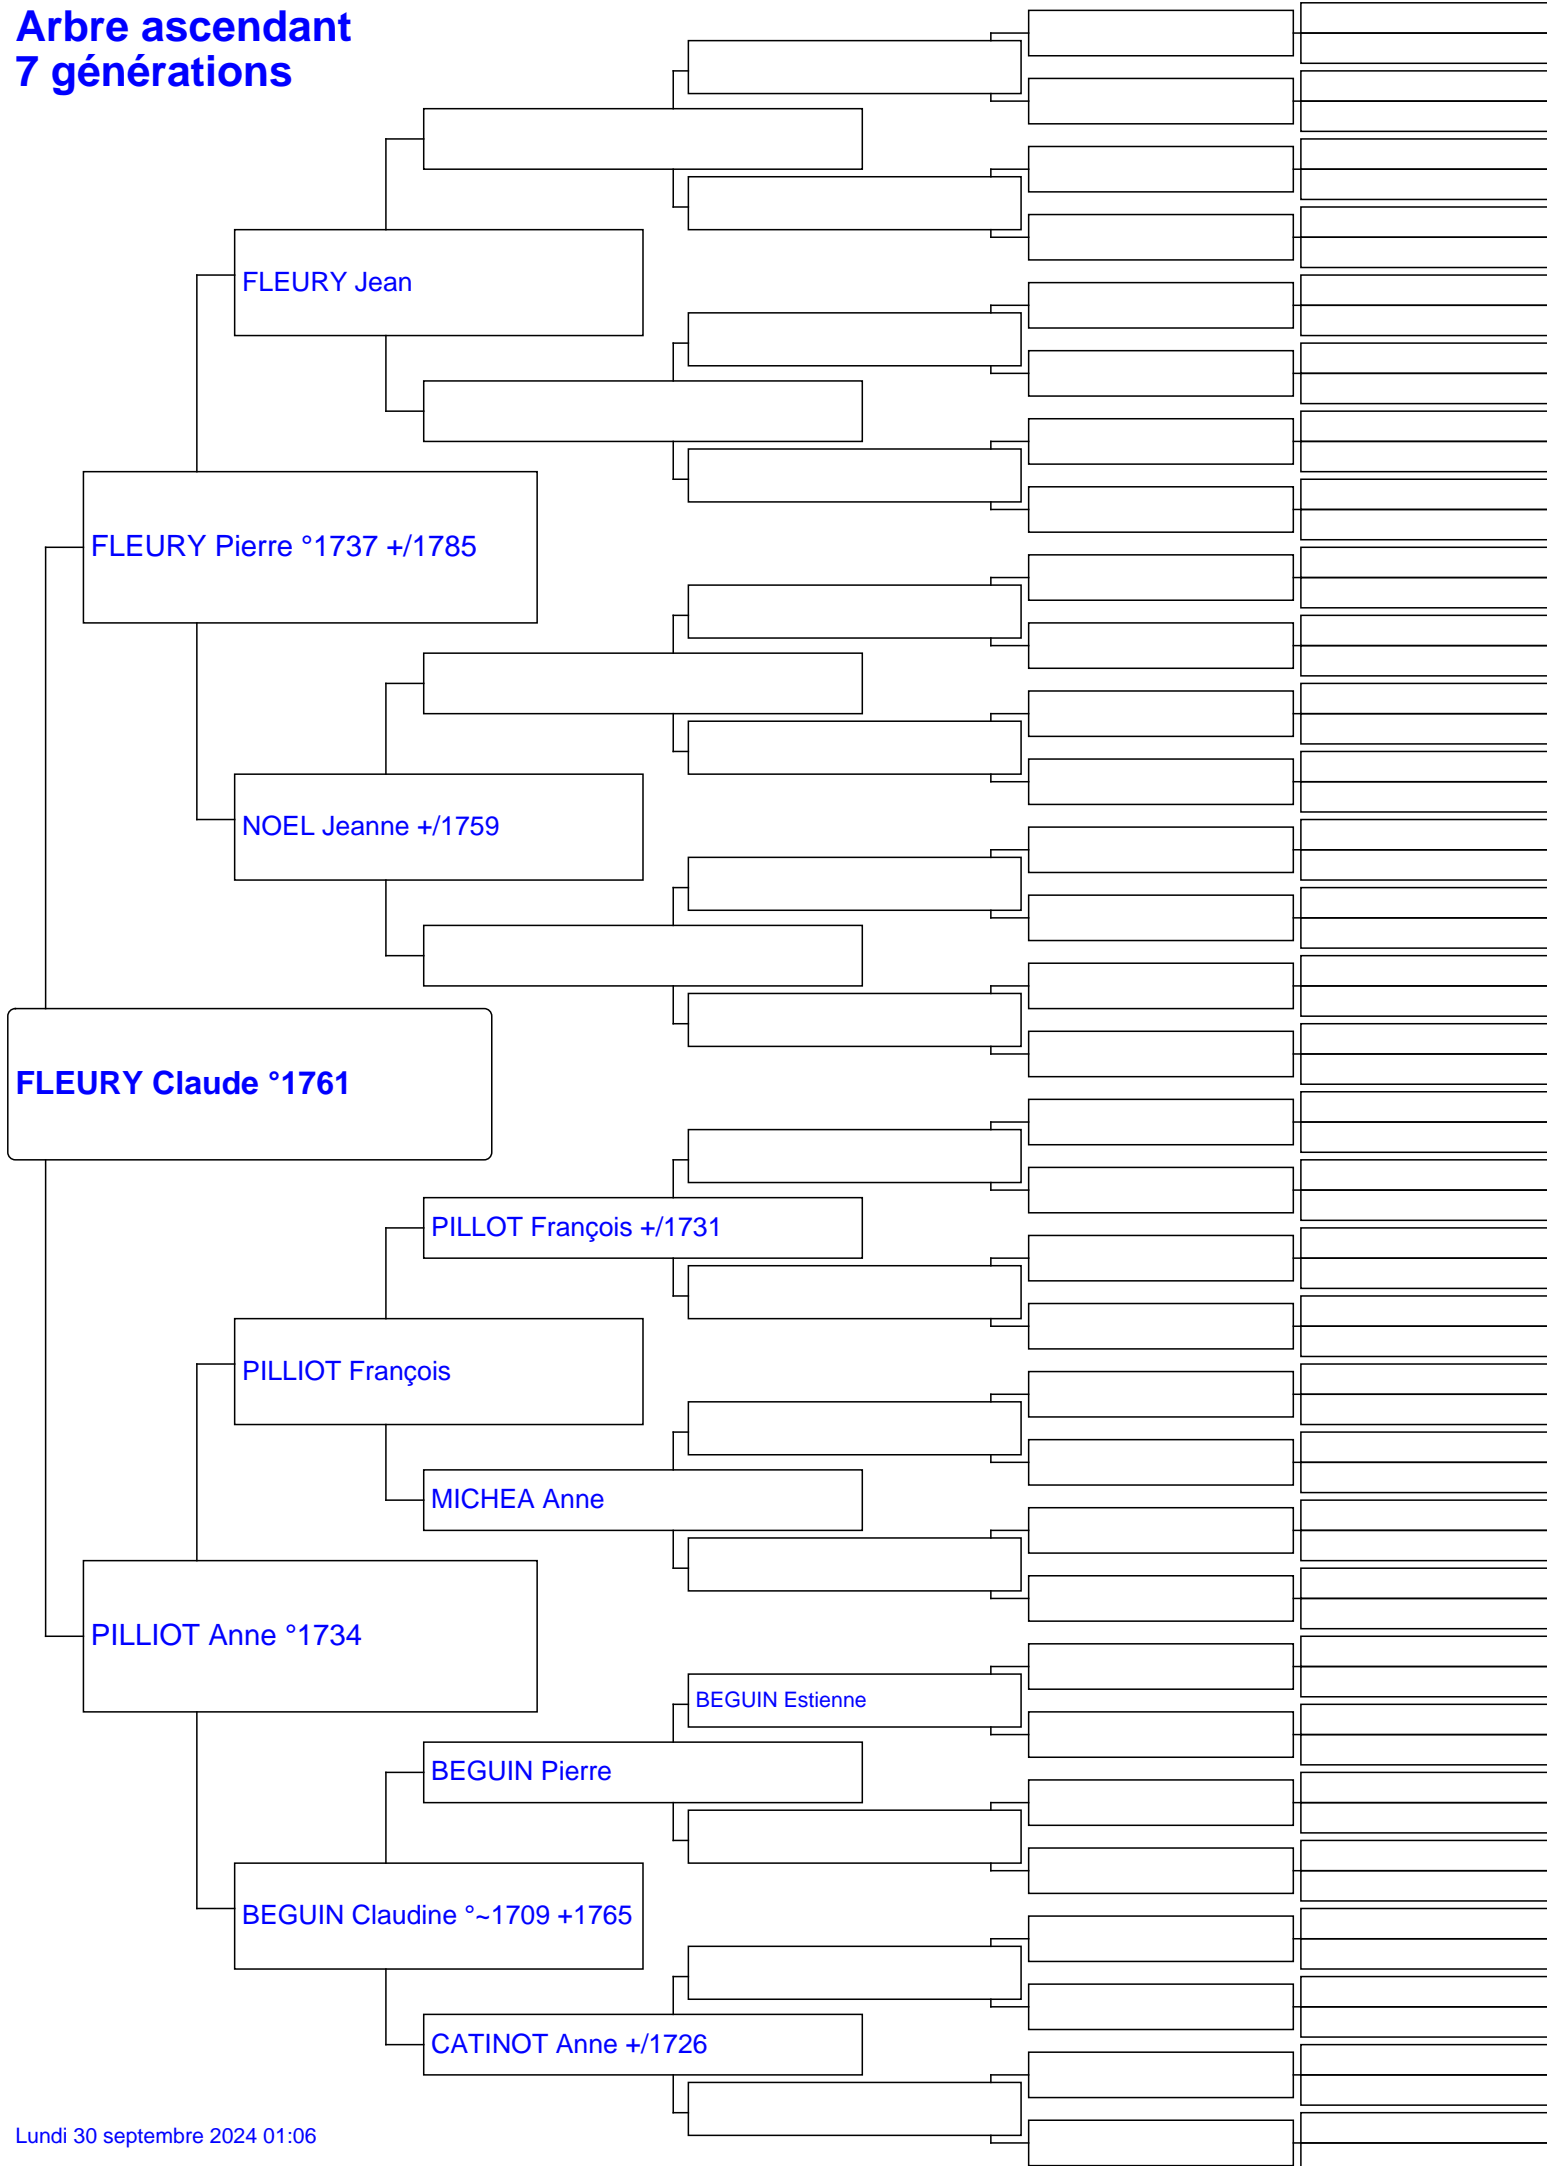 Arbre ascendant
7 générations
FLEURY Jean
FLEURY Pierre °1737 +/1785
NOEL Jeanne +/1759
FLEURY Claude °1761
PILLOT François +/1731
PILLIOT François
MICHEA Anne
PILLIOT Anne °1734
BEGUIN Estienne
BEGUIN Pierre
BEGUIN Claudine °~1709 +1765
CATINOT Anne +/1726
Lundi 30 septembre 2024 01:06